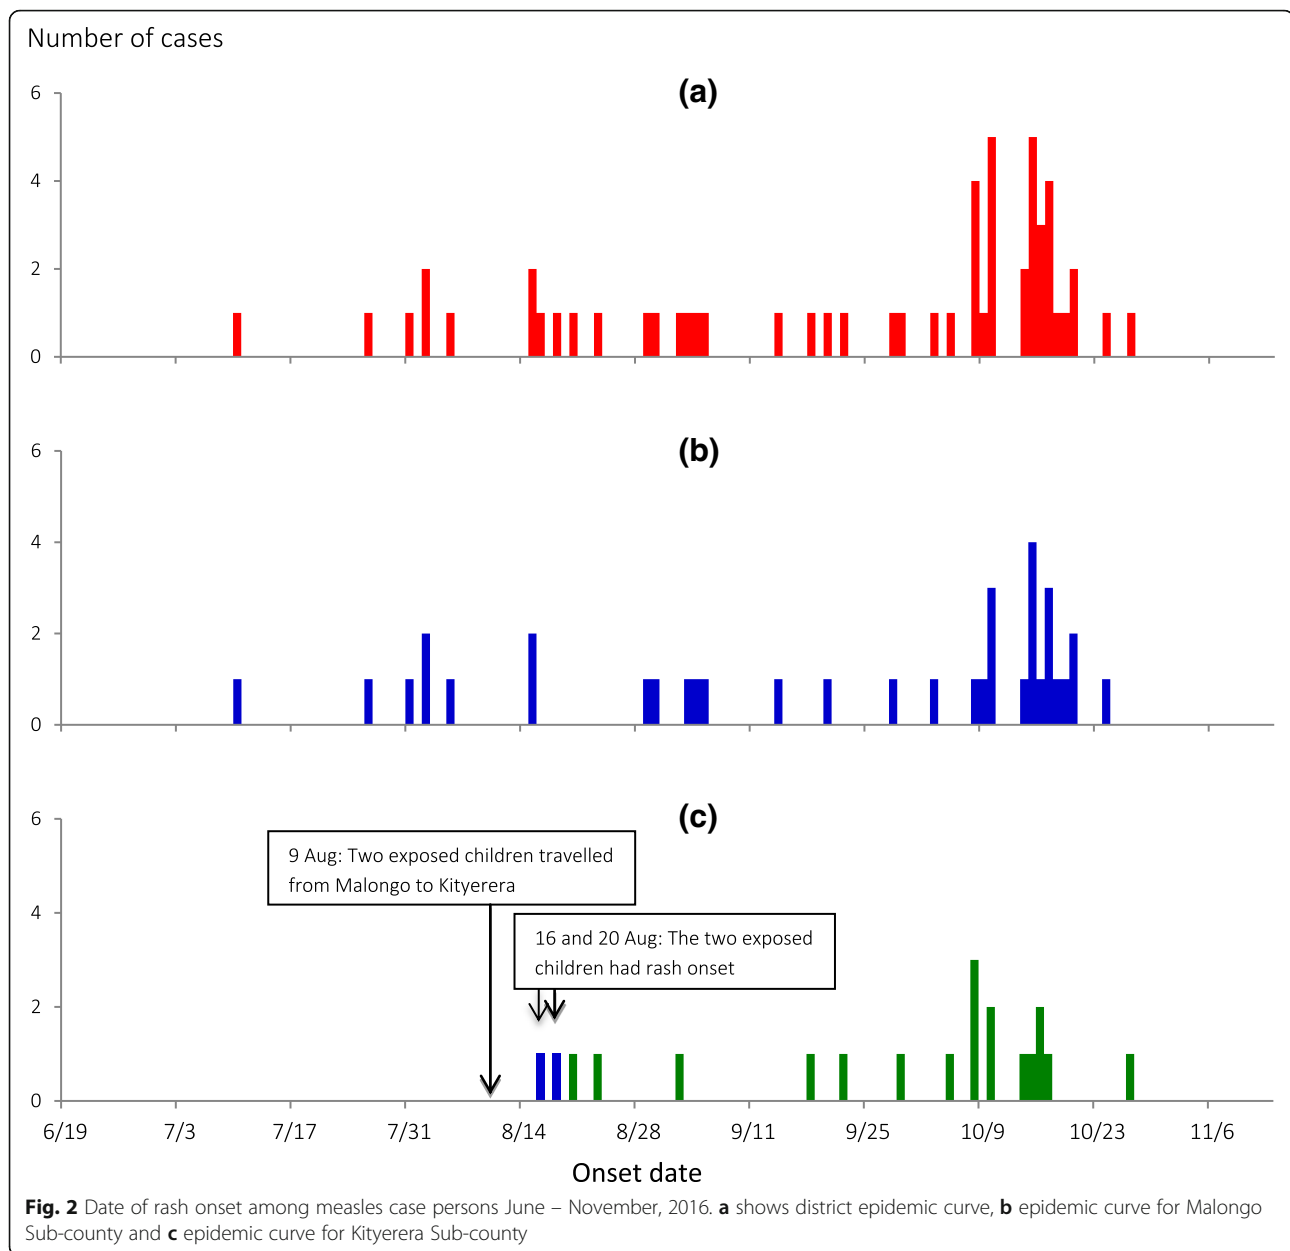 Number of cases
(a)
6
4
2
0
(b)
6
4
2
0
(c)
6
4
2
0
9 Aug: Two exposed children travelled
from Malongo to Kityerera
16 and 20 Aug: The two exposed
children had rash onset
6/19 7/3 7/17 7/31 8/14 8/28 9/11 9/25 10/9 10/23 11/6
Onset date
Fig. 2 Date of rash onset among measles case persons June – November, 2016. a shows district epidemic curve, b epidemic curve for Malongo
Sub-county and c epidemic curve for Kityerera Sub-county